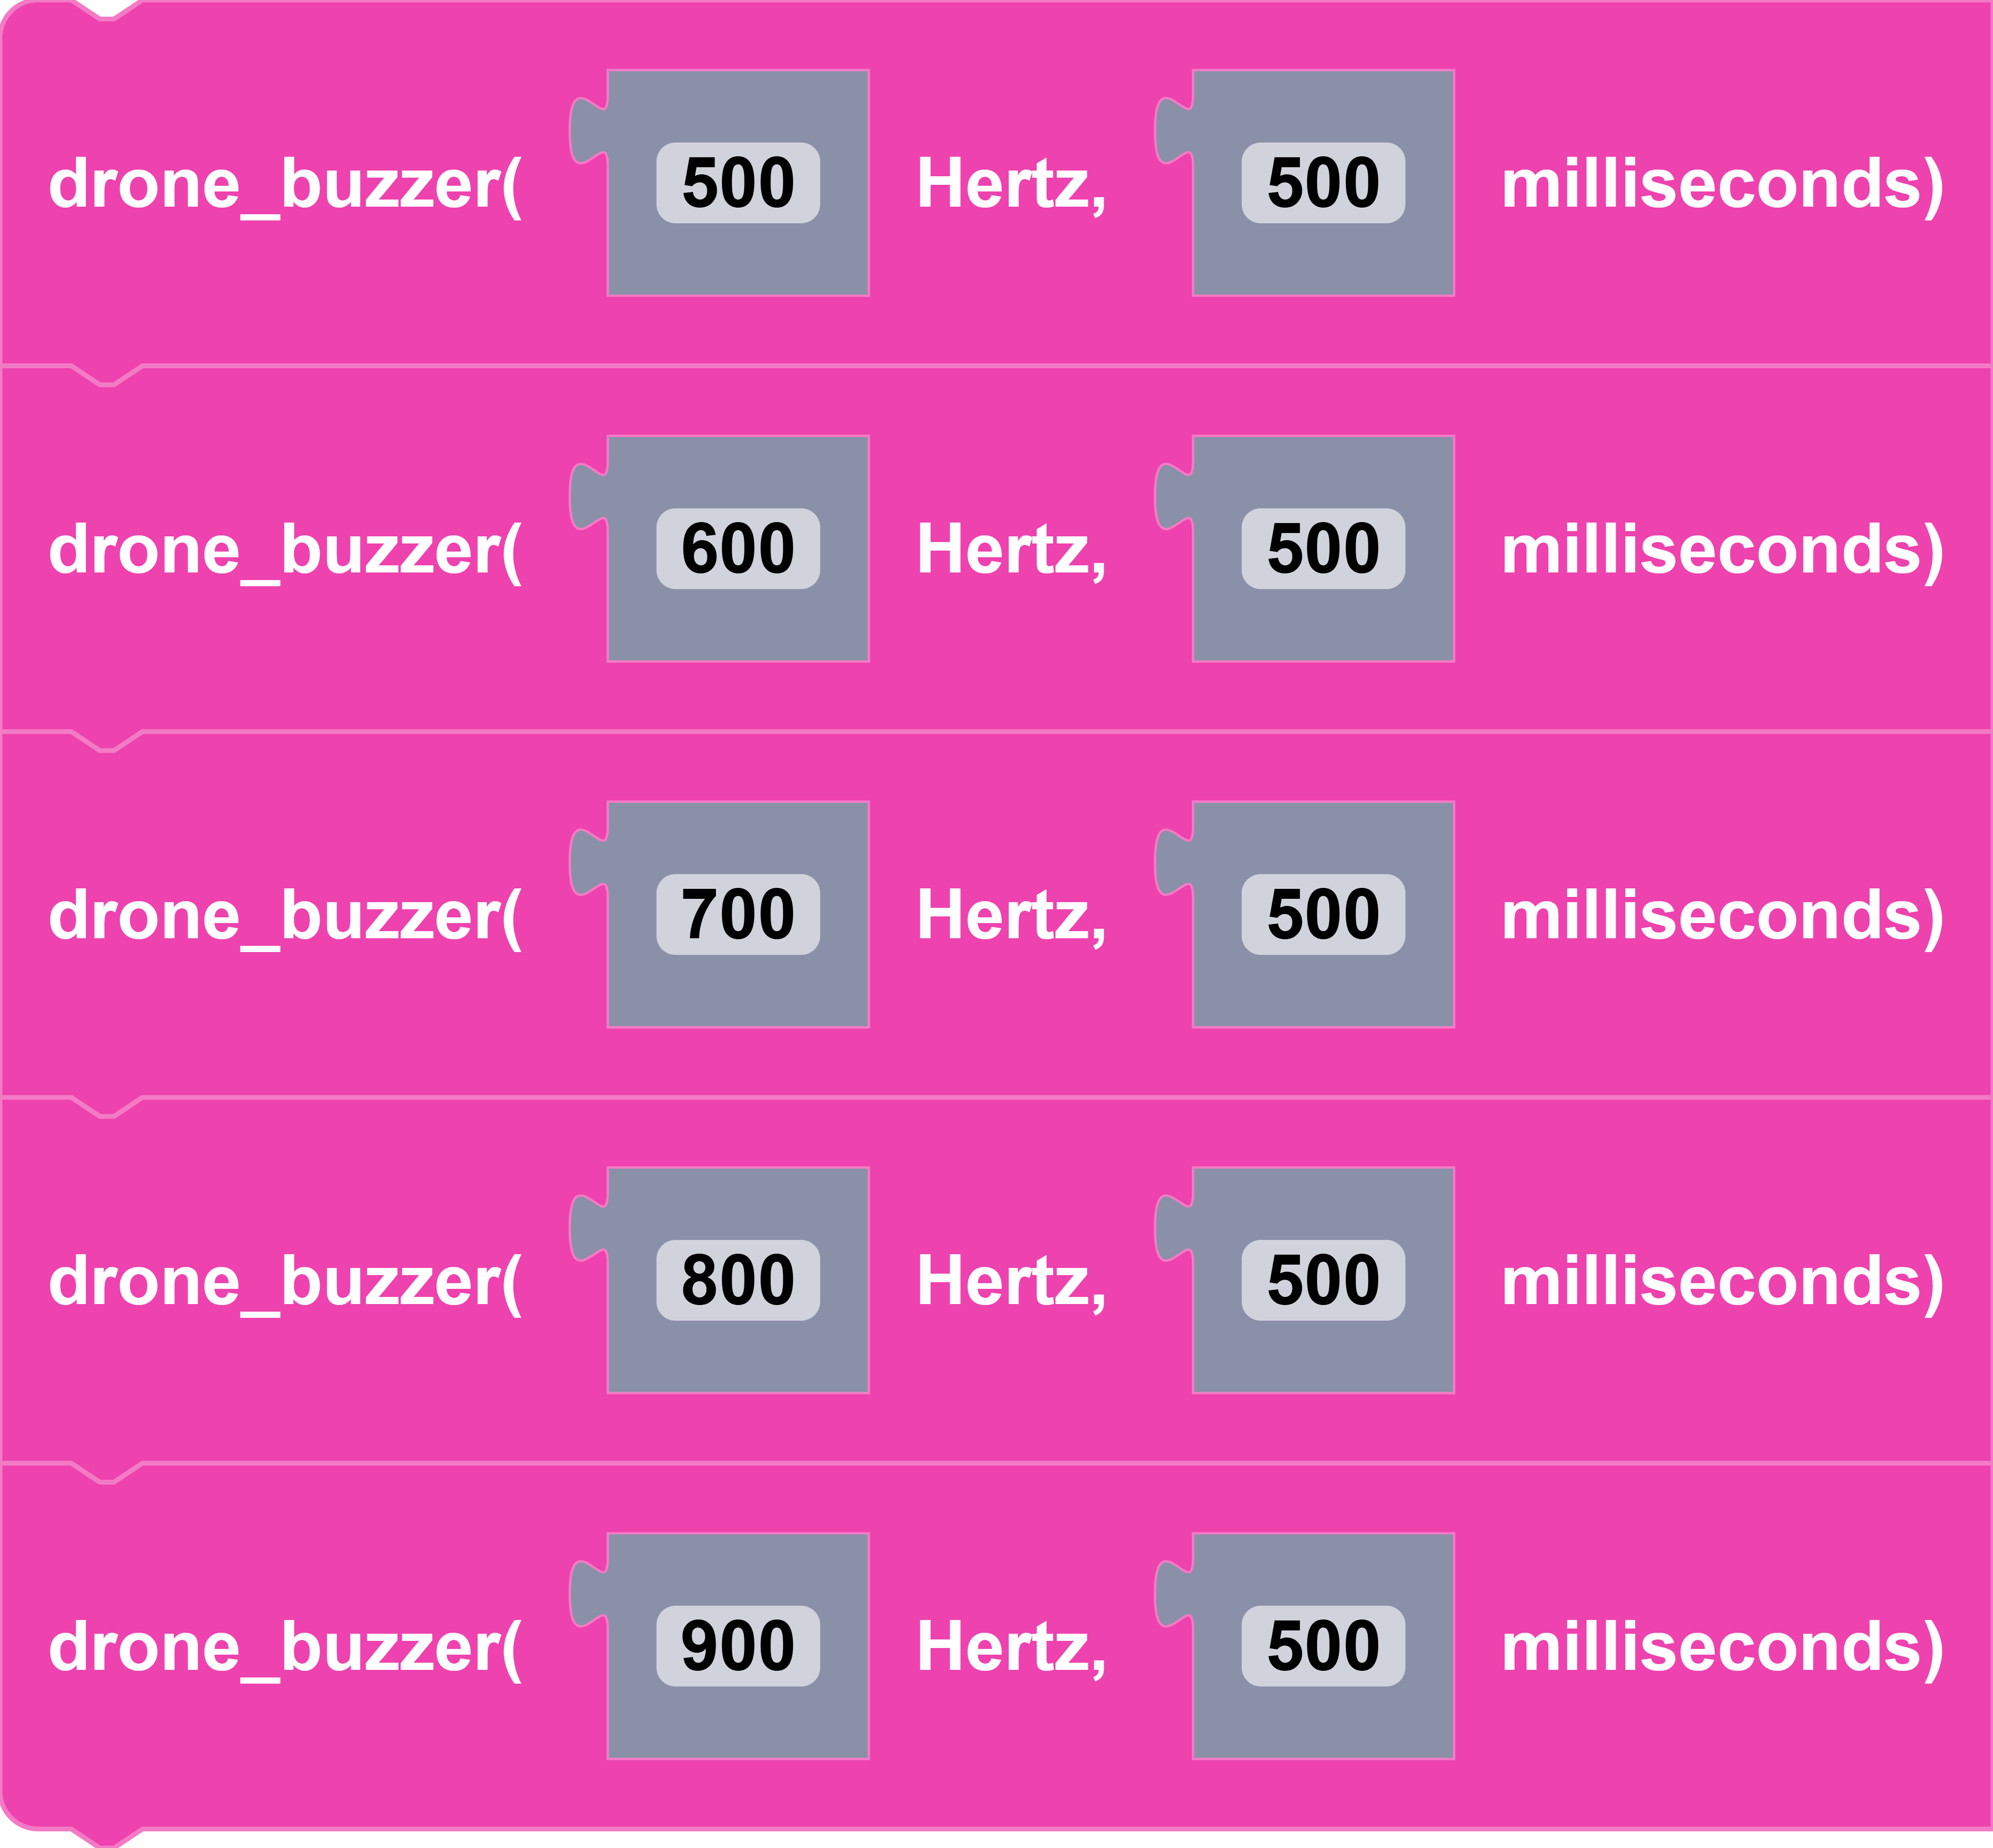 drone_buzzer( 500 Hertz, 500 milliseconds)
drone_buzzer( 600 Hertz, 500 milliseconds)
drone_buzzer( 700 Hertz, 500 milliseconds)
drone_buzzer( 800 Hertz, 500 milliseconds)
drone_buzzer( 900 Hertz, 500 milliseconds)